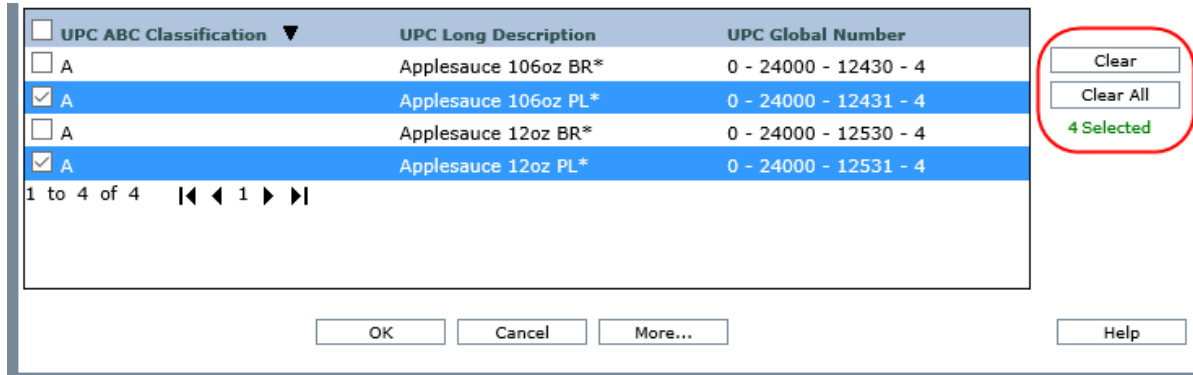 UPC ABC Classification ▼ UPC Long Description UPC Global Number
A Applesauce 106oz BR* 0 - 24000 - 12430 - 4
A Applesauce 106oz PL* 0 - 24000 - 12431 - 4
A Applesauce 12oz BR* 0 - 24000 - 12530 - 4
A Applesauce 12oz PL* 0 - 24000 - 12531 - 4
1 to 4 of 4 1
Clear
Clear All
4 Selected
OK Cancel More... Help